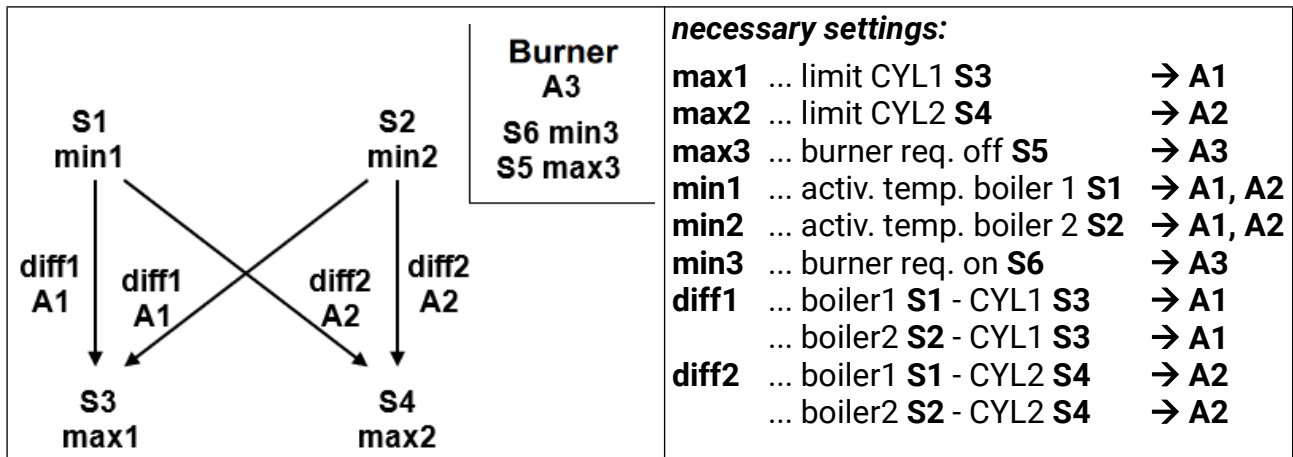 Burner
A3
S6 min3
S5 max3
S1
min1
S2
min2
diff1
A1
diff1
A1
diff2
A2
diff2
A2
S3
max1
S4
max2
necessary settings:
max1 ... limit CYL1 S3 → A1
max2 ... limit CYL2 S4 → A2
max3 ... burner req. off S5 → A3
min1 ... activ. temp. boiler 1 S1 → A1, A2
min2 ... activ. temp. boiler 2 S2 → A1, A2
min3 ... burner req. on S6 → A3
diff1 ... boiler1 S1 - CYL1 S3 → A1
... boiler2 S2 - CYL1 S3 → A1
diff2 ... boiler1 S1 - CYL2 S4 → A2
... boiler2 S2 - CYL2 S4 → A2